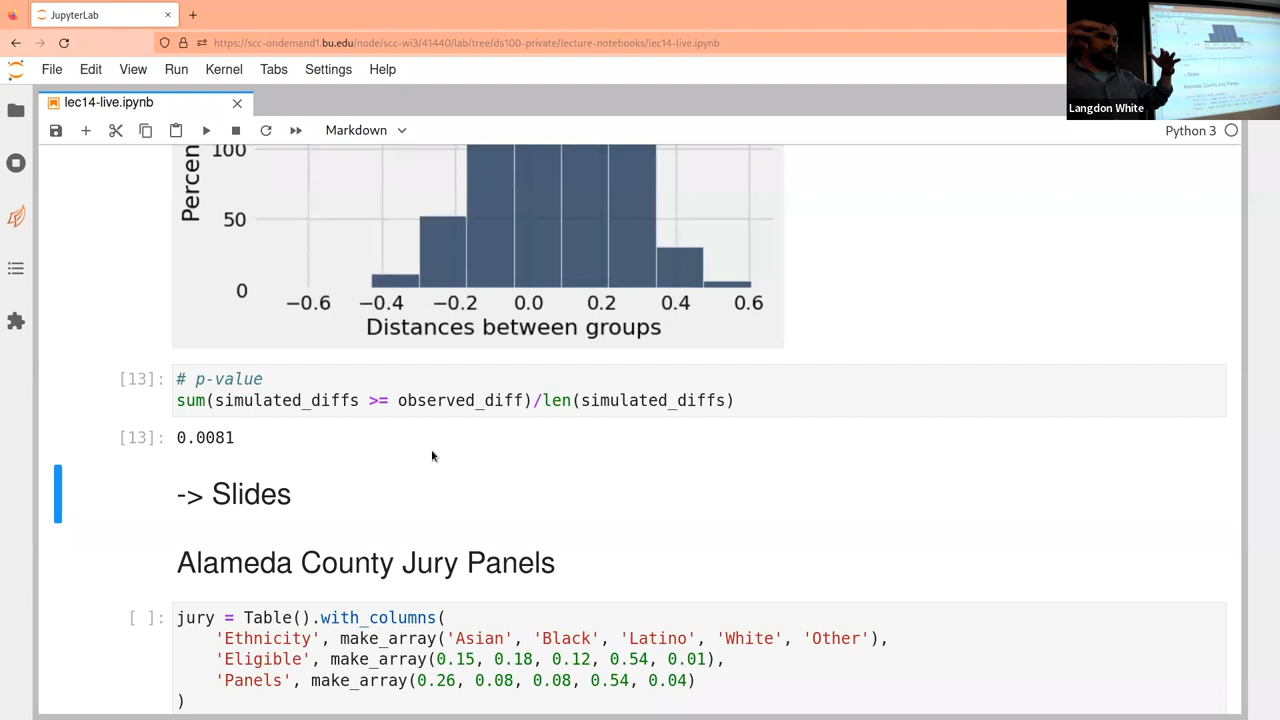 JupyterLab
https://scc-ondemand1.bu.edu/node/scc-wi3/41440/lab/tree/ds100-private/lecture-notebooks/lec14-live.ipynb
File Edit View Run Kernel Tabs Settings Help
lec14-live.ipynb
Markdown
Python 3
Langdon White
Percen
100
50
0
−0.6 −0.4 −0.2 0.0 0.2 0.4 0.6
Distances between groups
[13]: # p-value
sum(simulated_diffs >= observed_diff)/len(simulated_diffs)
[13]: 0.0081
-> Slides
Alameda County Jury Panels
[ ]: jury = Table().with_columns(
'Ethnicity', make_array('Asian', 'Black', 'Latino', 'White', 'Other'),
'Eligible', make_array(0.15, 0.18, 0.12, 0.54, 0.01),
'Panels', make_array(0.26, 0.08, 0.08, 0.54, 0.04)
)